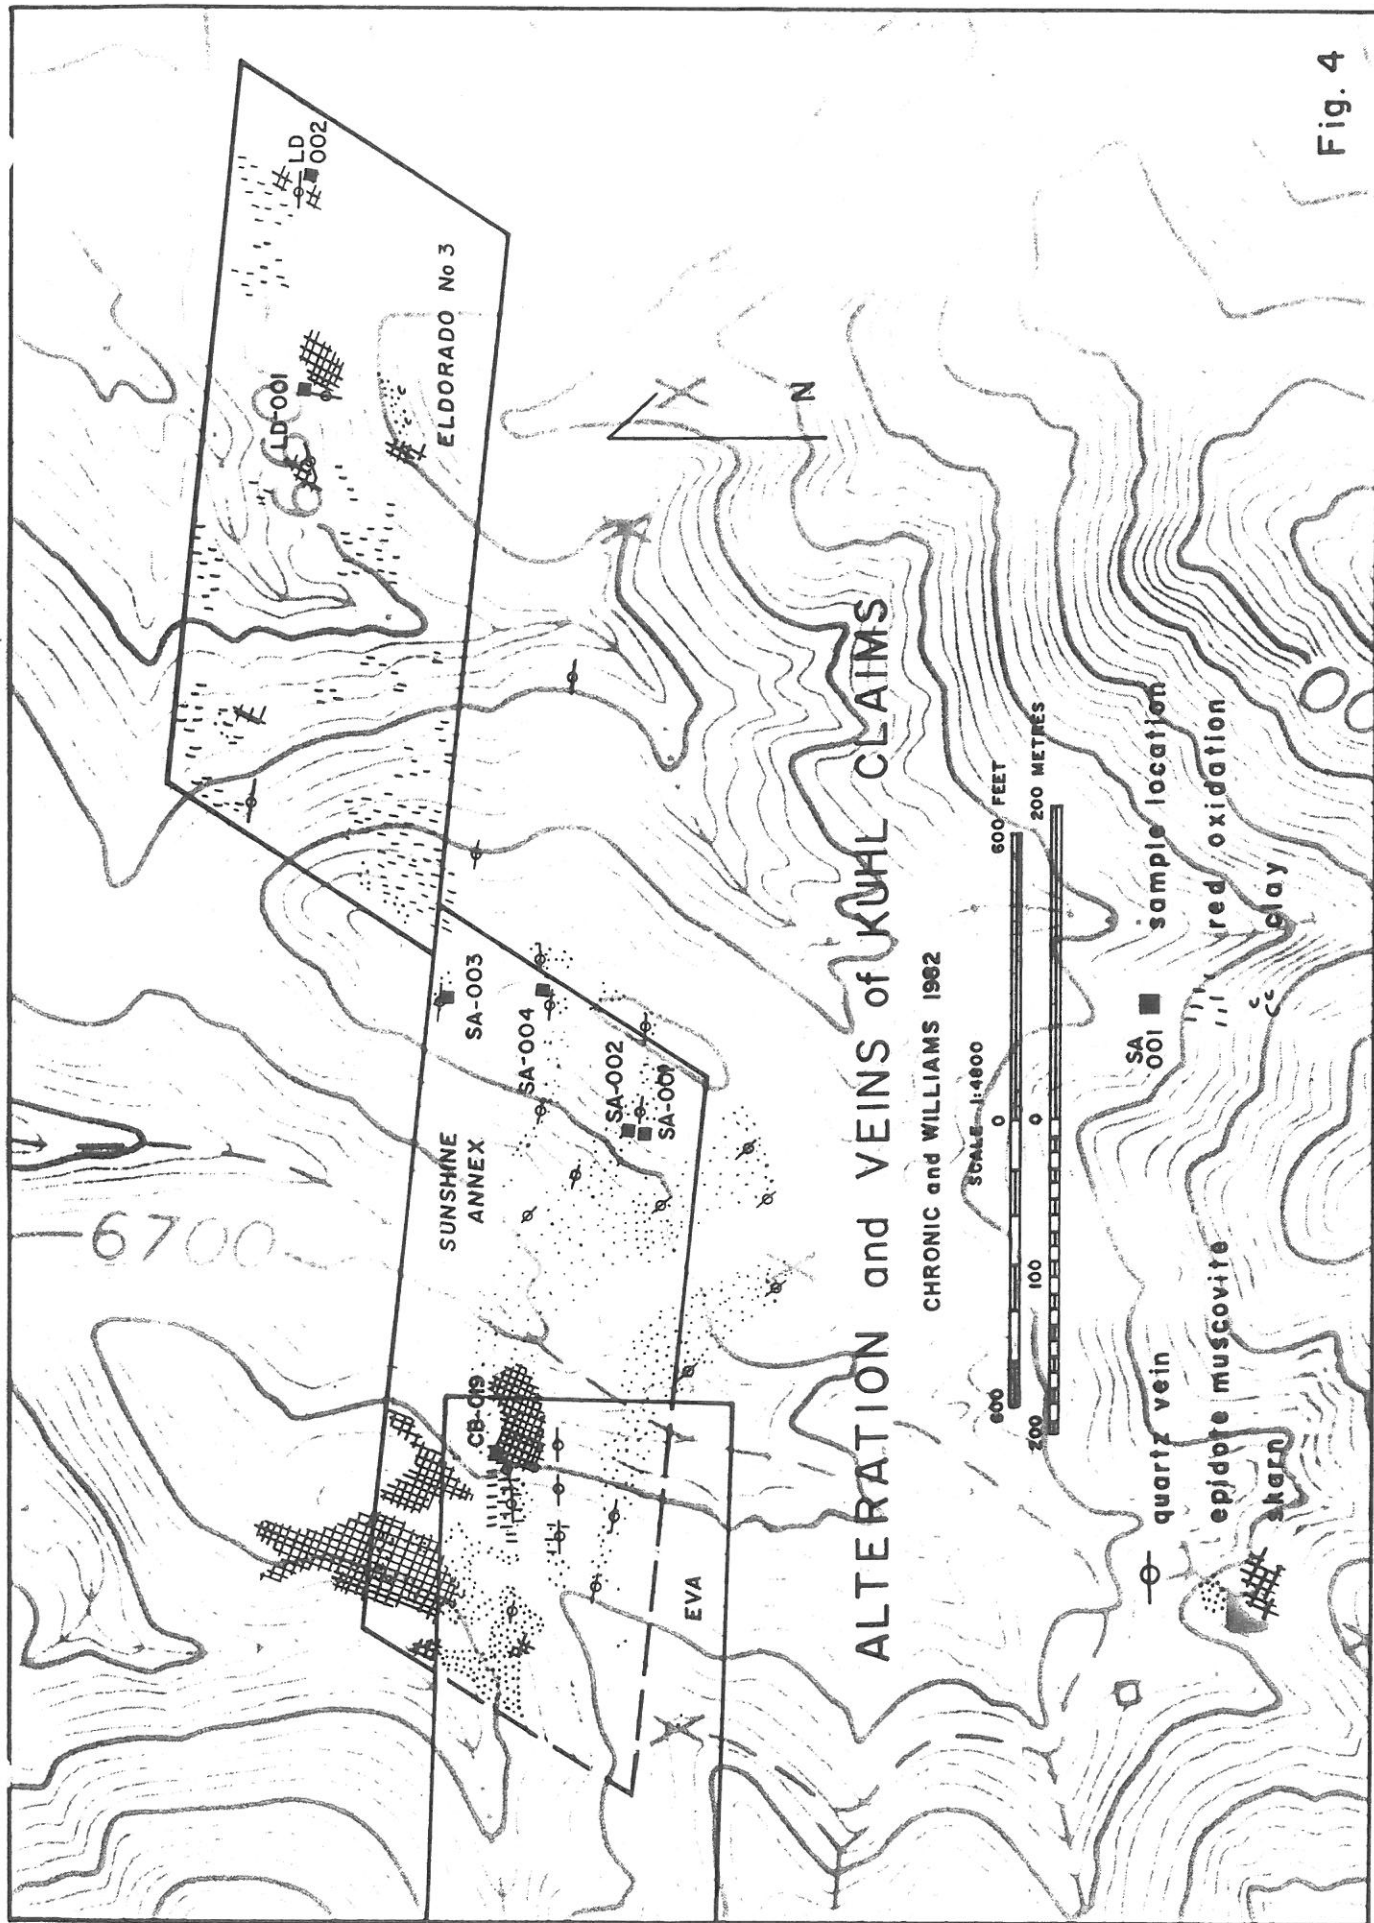 Fig. 4
LD
002
LD-001
6600
ELDORADO No 3
N
SA-003
SA-004
SA-002
SA-001
SUNSHINE
ANNEX
6700
CB-019
EVA
ALTERATION and VEINS of KUHL CLAIMS
CHRONIC and WILLIAMS 1982
SCALE 1:4800
600 0 600 FEET
200 100 0 200 METRES
quartz vein
epidote muscovite
skarn
SA
001
sample location
red oxidation
clay